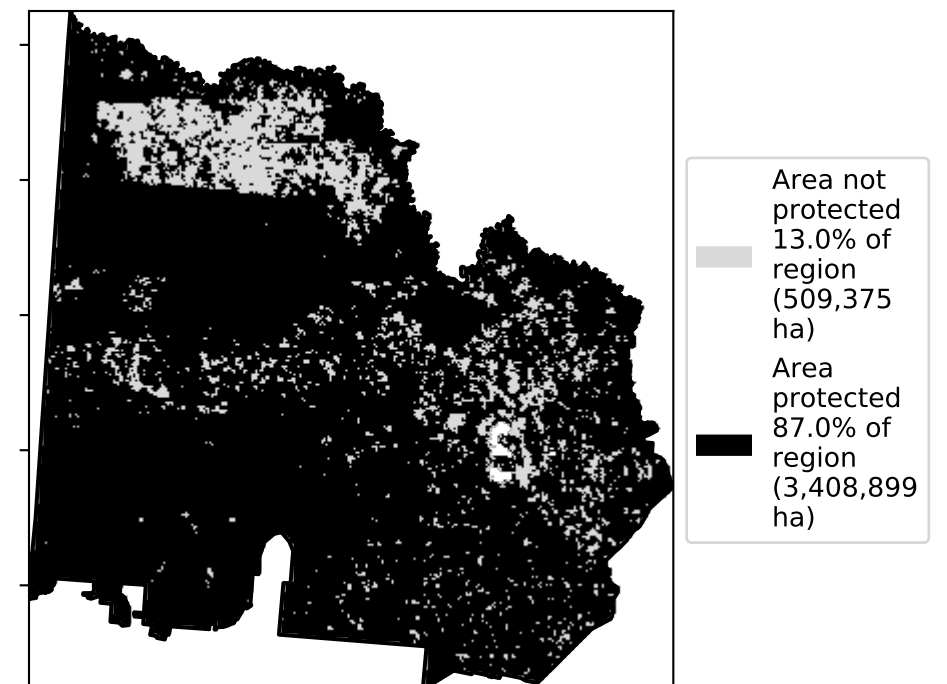 Area not
protected
13.0% of
region
(509,375
ha)
Area
protected
87.0% of
region
(3,408,899
ha)